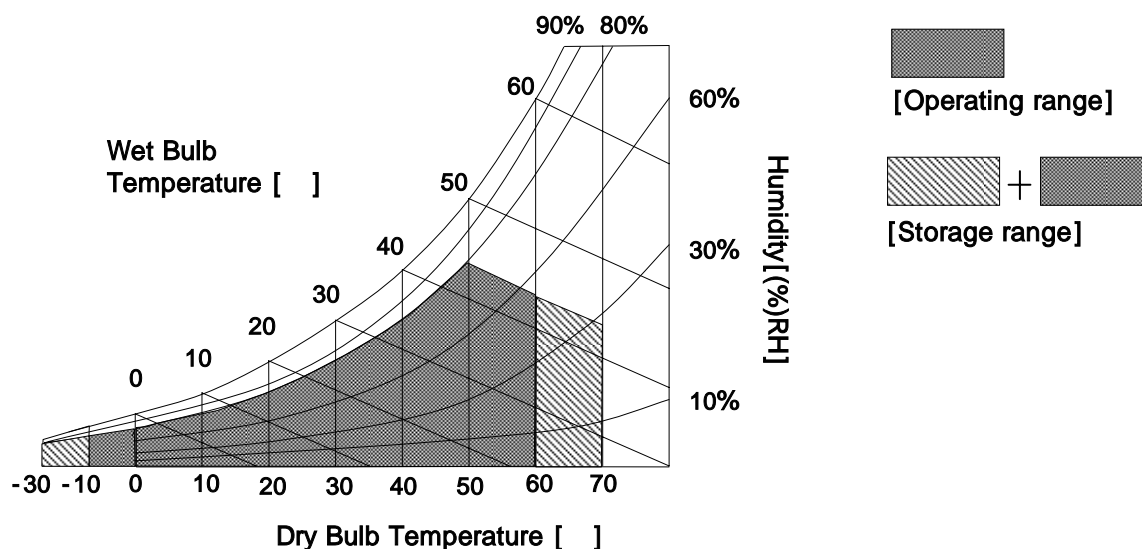 90% 80%
60
60%
[Operating range]
Wet Bulb
Temperature [ ]
50
Humidity[(%)RH]
40
30%
[Storage range]
30
20
10
0
10%
-30 -10 0 10 20 30 40 50 60 70
Dry Bulb Temperature [ ]